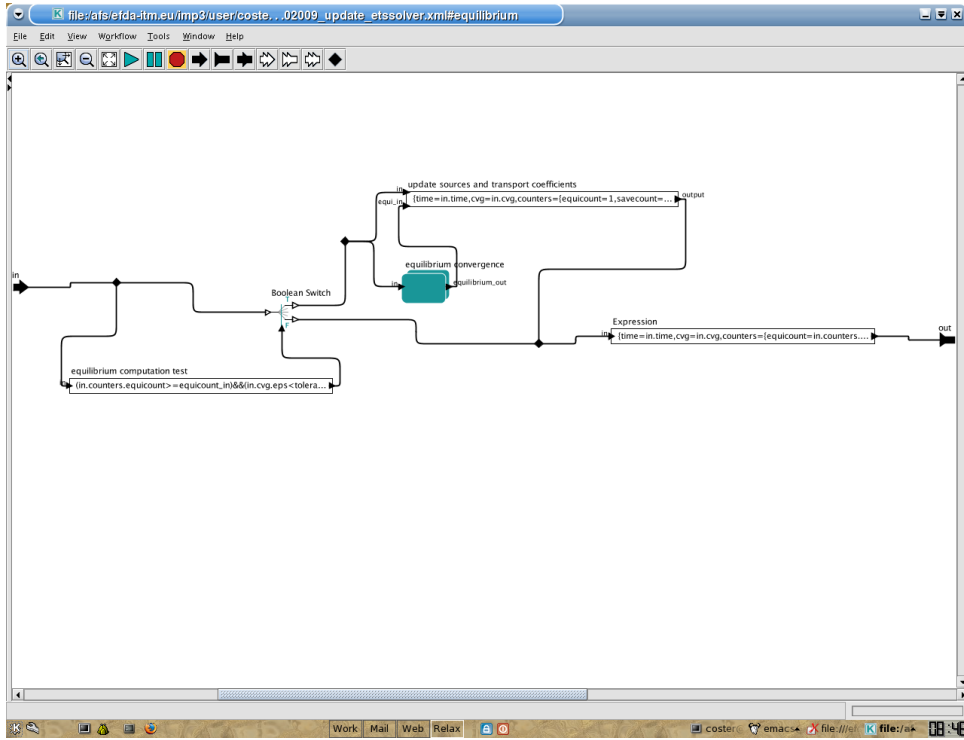 file:/afs/efda-itm.eu/imp3/user/coste...02009_update_etssolver.xml#equilibrium
File Edit View Workflow Tools Window Help
update sources and transport coefficients
in
{time=in.time,cvg=in.cvg,counters={equicount=1,savecount=...
output
equi_in
equilibrium convergence
in
equilibrium_out
in
Boolean Switch
T
F
Expression
in
{time=in.time,cvg=in.cvg,counters={equicount=in.counters....
out
equilibrium computation test
in
(in.counters.equicount>=equicount_in)&&(in.cvg.eps<tolera...
Work Mail Web Relax
coster
emacs
file:///e
file:/a